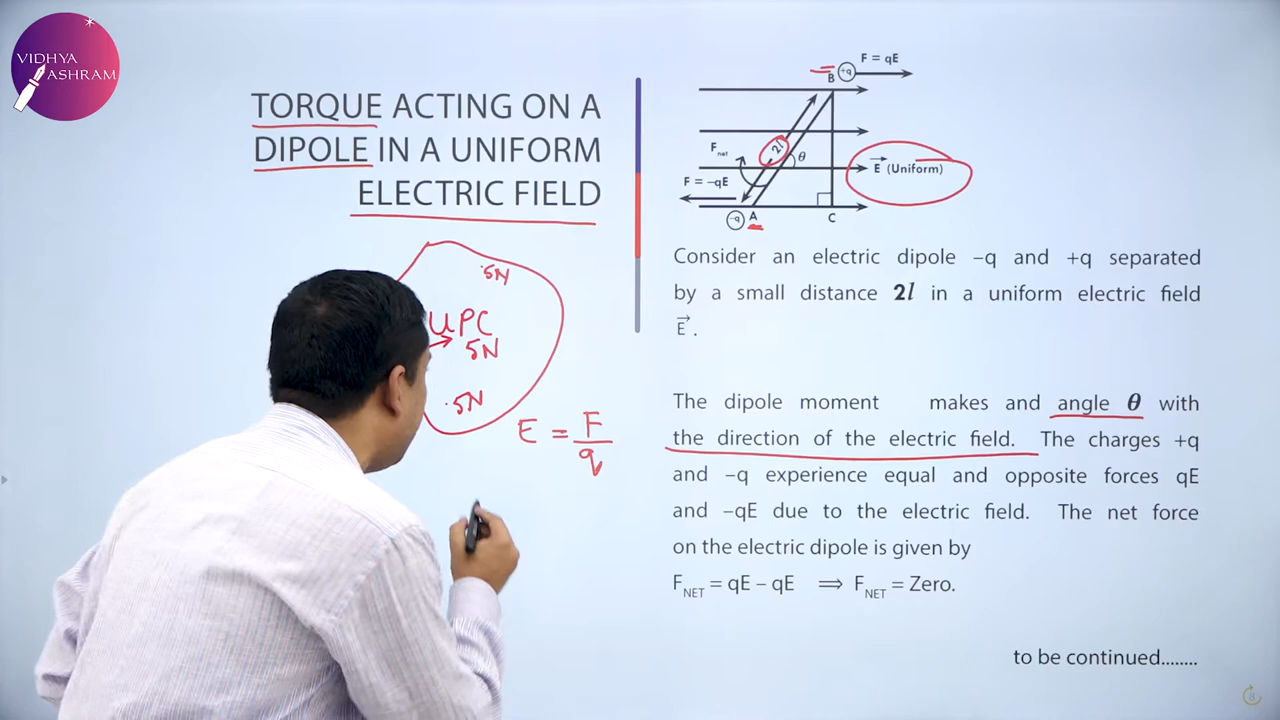 VIDHYA
ASHRAM
TORQUE ACTING ON A
DIPOLE IN A UNIFORM
ELECTRIC FIELD
.5N
UPC
5N
.5N
E = F/q
F = qE
B +q
2l
F_net
θ
E⃗ (Uniform)
F = -qE
-q A
C
Consider an electric dipole –q and +q separated
by a small distance 2l in a uniform electric field
E⃗ .
The dipole moment makes and angle θ with
the direction of the electric field. The charges +q
and –q experience equal and opposite forces qE
and –qE due to the electric field. The net force
on the electric dipole is given by
F_NET = qE – qE ⟹ F_NET = Zero.
to be continued........